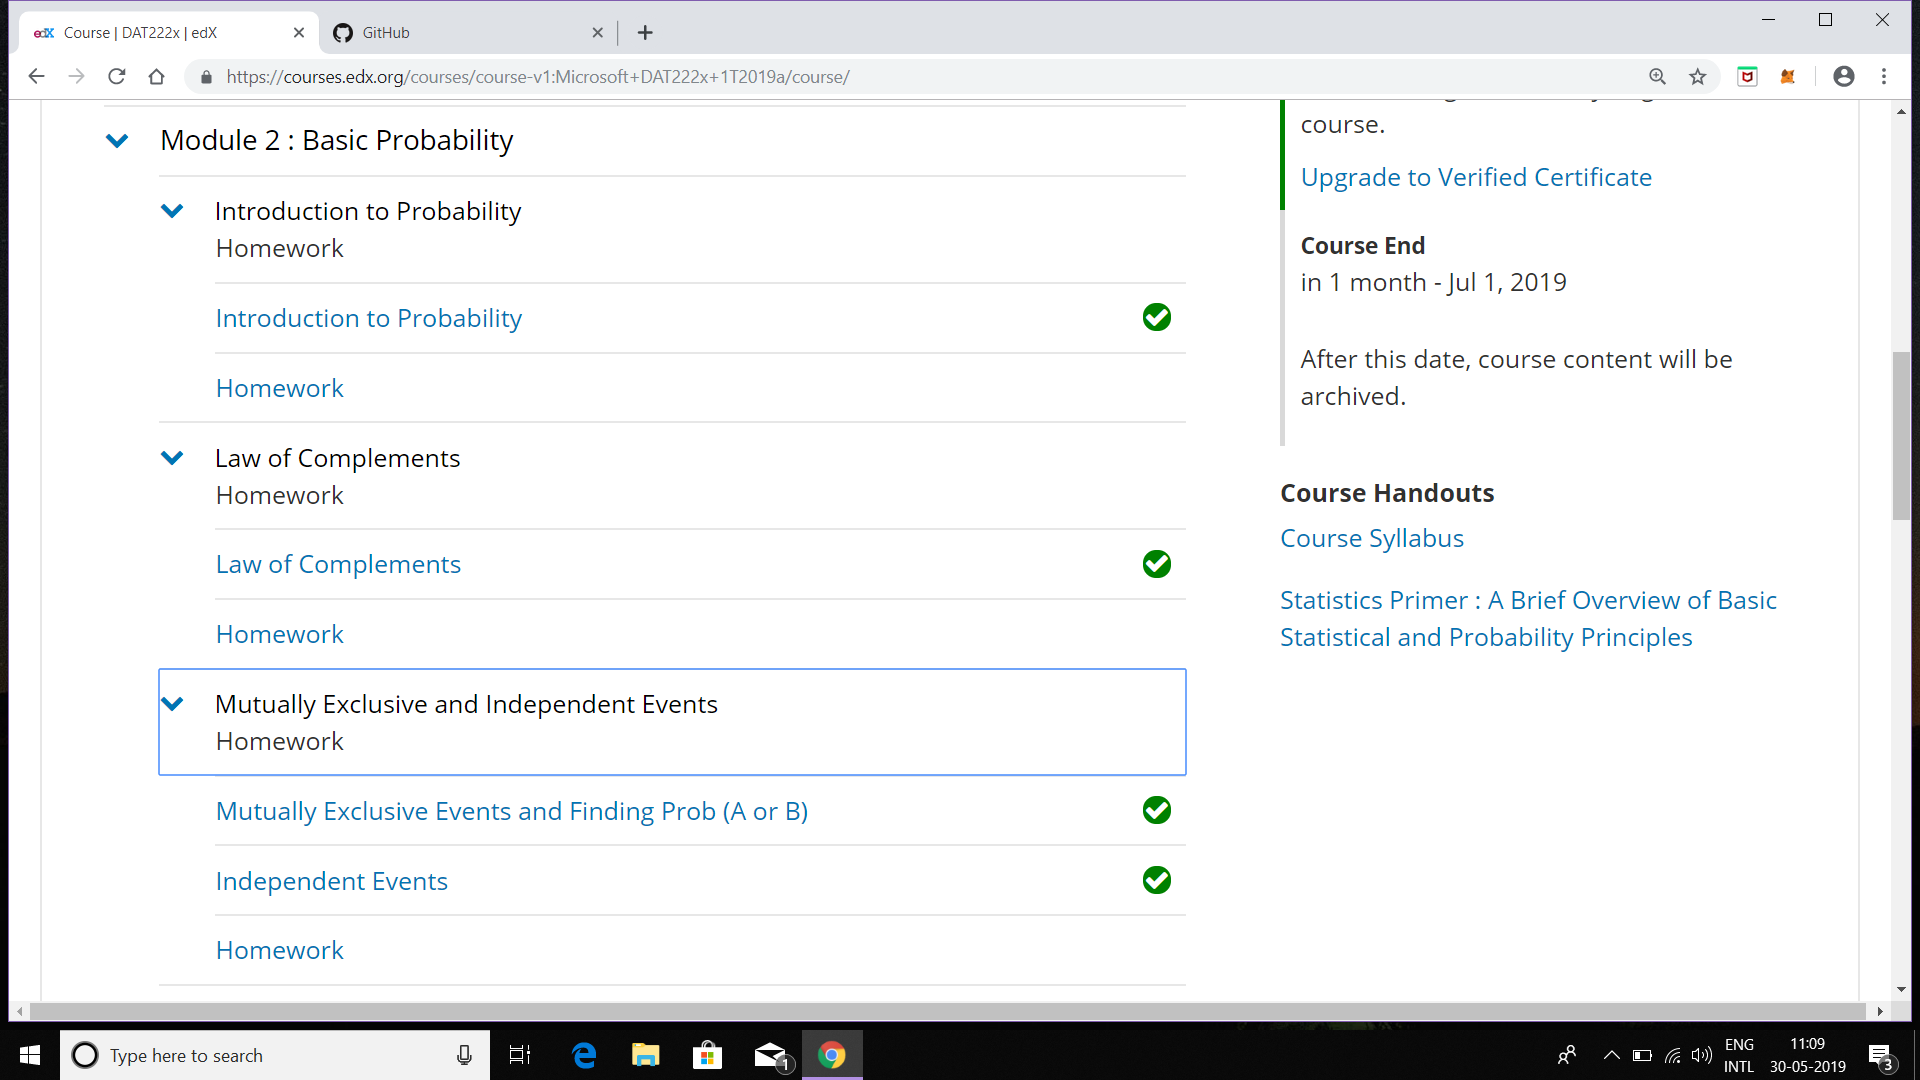 edX Course | DAT222x | edX
GitHub
https://courses.edx.org/courses/course-v1:Microsoft+DAT222x+1T2019a/course/
Module 2 : Basic Probability
Introduction to Probability
Homework
Introduction to Probability
Homework
Law of Complements
Homework
Law of Complements
Homework
Mutually Exclusive and Independent Events
Homework
Mutually Exclusive Events and Finding Prob (A or B)
Independent Events
Homework
course.
Upgrade to Verified Certificate
Course End
in 1 month - Jul 1, 2019
After this date, course content will be
archived.
Course Handouts
Course Syllabus
Statistics Primer : A Brief Overview of Basic
Statistical and Probability Principles
Type here to search
1
ENG
INTL
11:09
30-05-2019
3